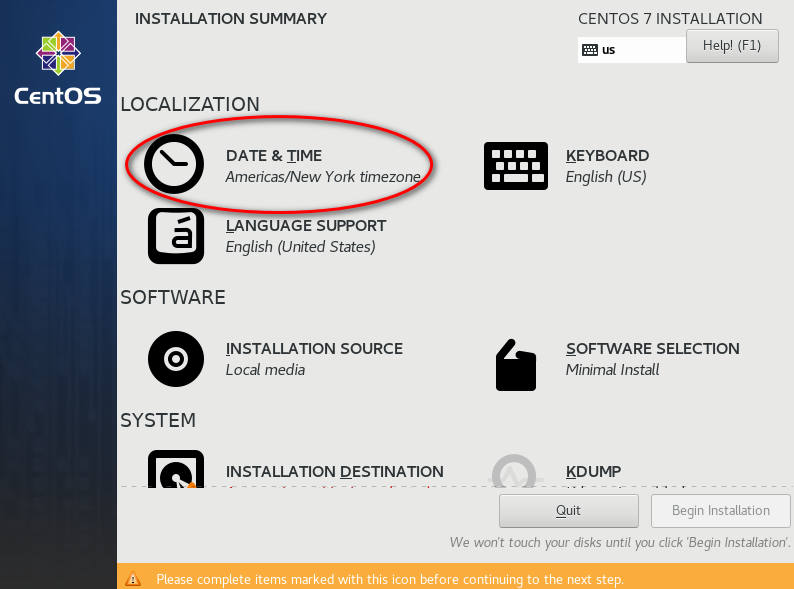 INSTALLATION SUMMARY
CENTOS 7 INSTALLATION
us
Help! (F1)
CentOS
LOCALIZATION
DATE & TIME
Americas/New York timezone
KEYBOARD
English (US)
LANGUAGE SUPPORT
English (United States)
SOFTWARE
INSTALLATION SOURCE
Local media
SOFTWARE SELECTION
Minimal Install
SYSTEM
INSTALLATION DESTINATION
KDUMP
Quit
Begin Installation
We won't touch your disks until you click 'Begin Installation'.
Please complete items marked with this icon before continuing to the next step.